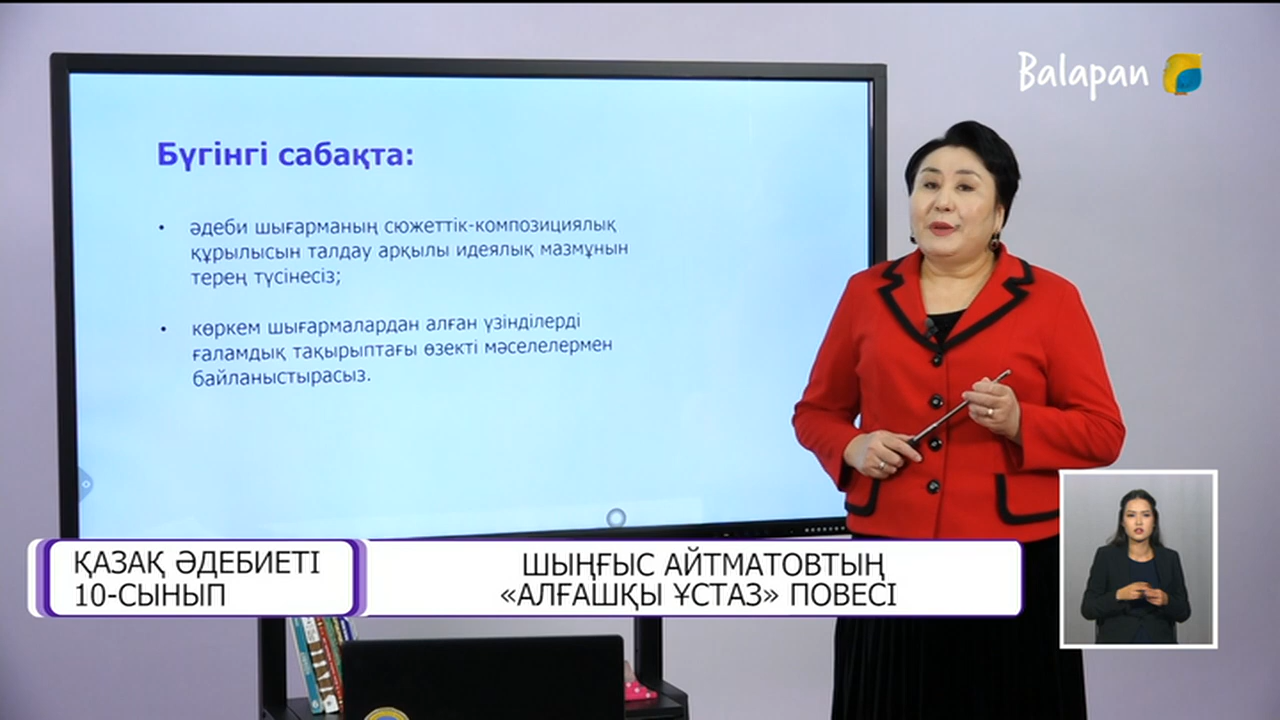 Balapan
Бүгінгі сабақта:
• әдеби шығарманың сюжеттік-композициялық
құрылысын талдау арқылы идеялық мазмұнын
терең түсінесіз;
• көркем шығармалардан алған үзінділерді
ғаламдық тақырыптағы өзекті мәселелермен
байланыстырасыз.
ҚАЗАҚ ӘДЕБИЕТІ
10-СЫНЫП
ШЫҢҒЫС АЙТМАТОВТЫҢ
«АЛҒАШҚЫ ҰСТАЗ» ПОВЕСІ